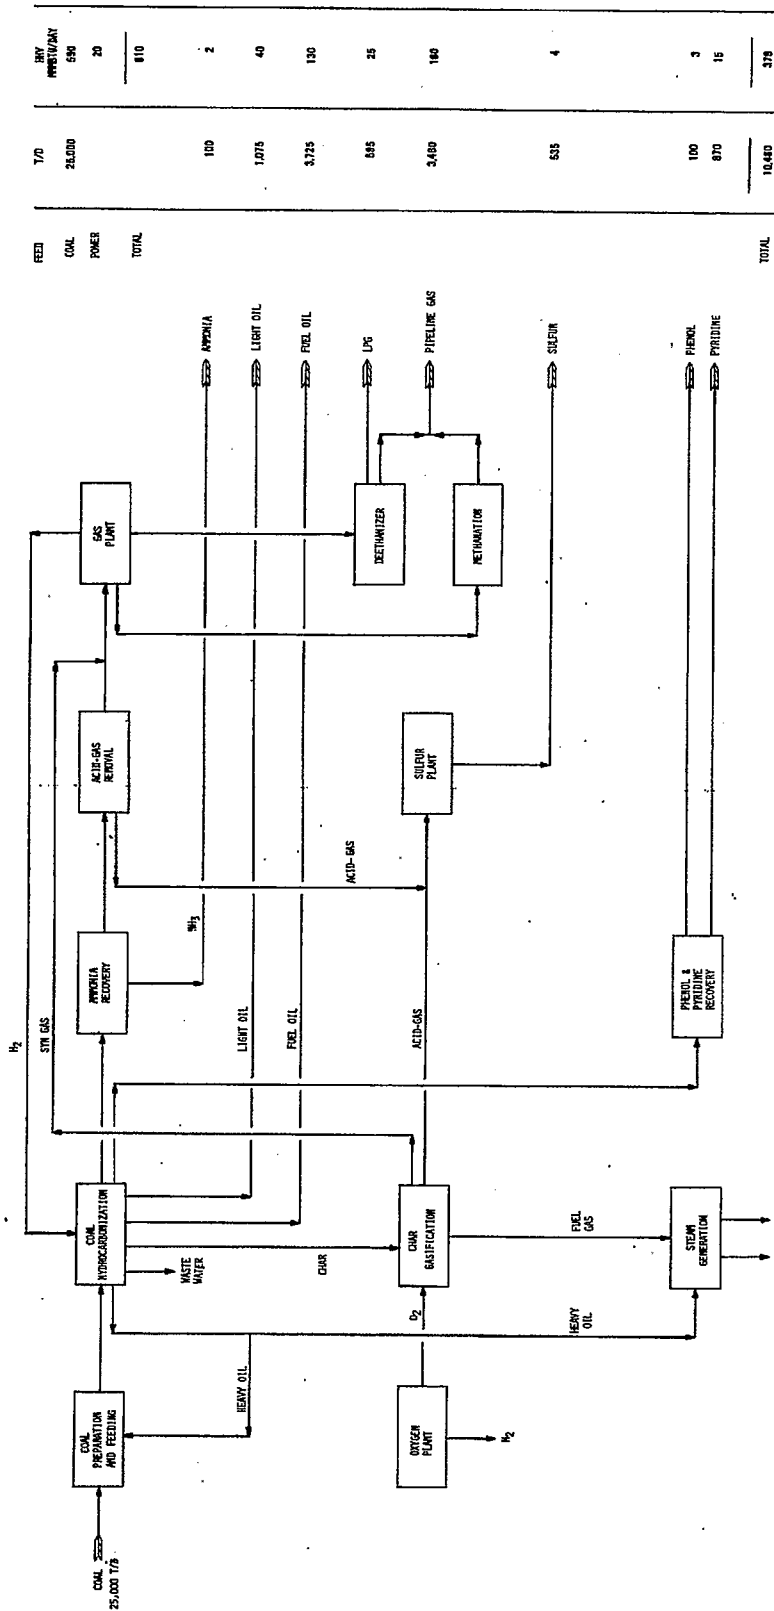 FEED T/D HHV MMMBTU/DAY
COAL 25,000 590
POWER 20
TOTAL 610
H2
SYN GAS
COAL
25,000 T/D
COAL
PREPARATION
AND FEEDING
COAL
HYDROCARBONIZATION
AMMONIA
RECOVERY
ACID-GAS
REMOVAL
GAS
PLANT
WASTE
WATER
NH3
AMMONIA 100 2
HEAVY OIL
LIGHT OIL
LIGHT OIL 1,075 40
FUEL OIL
FUEL OIL 3,725 130
CHAR
ACID-GAS
DEETHANIZER
LPG 595 25
OXYGEN
PLANT
O2
CHAR
GASIFICATION
ACID-GAS
SULFUR
PLANT
PIPELINE GAS 3,480 160
METHANATION
N2
SULFUR 535 4
HEAVY
OIL
FUEL
GAS
STEAM
GENERATION
PHENOL &
PYRIDINE
RECOVERY
PHENOL 100 3
PYRIDINE 870 15
TOTAL 10,480 379